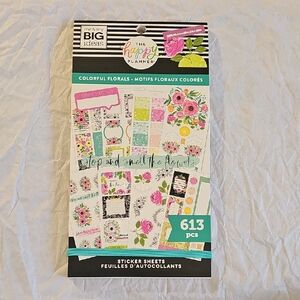 me & my
BIG
ideas
THE
happy
PLANNER
COLORFUL FLORALS - MOTIFS FLORAUX COLORÉS
Stop and smell the flowers
613
pcs
STICKER SHEETS
FEUILLES D'AUTOCOLLANTS